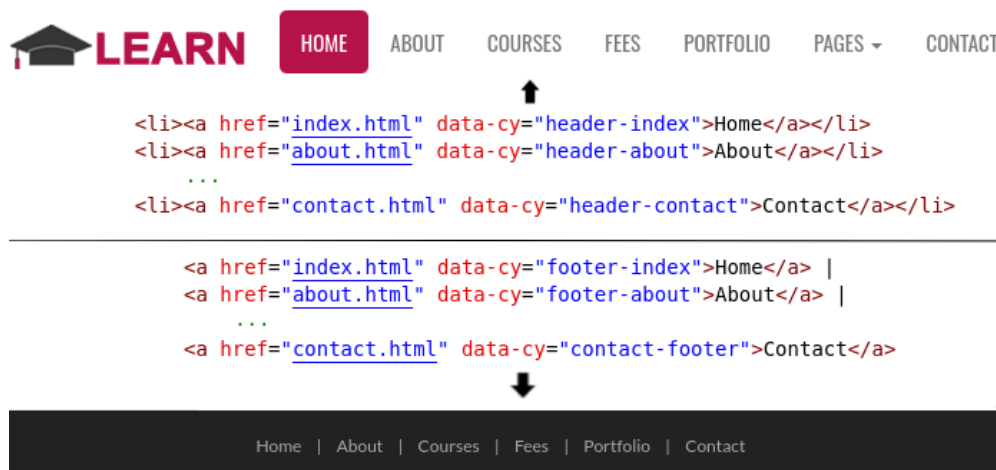 LEARN HOME ABOUT COURSES FEES PORTFOLIO PAGES CONTACT
<li><a href="index.html" data-cy="header-index">Home</a></li>
<li><a href="about.html" data-cy="header-about">About</a></li>
...
<li><a href="contact.html" data-cy="header-contact">Contact</a></li>
<a href="index.html" data-cy="footer-index">Home</a> |
<a href="about.html" data-cy="footer-about">About</a> |
...
<a href="contact.html" data-cy="contact-footer">Contact</a>
Home | About | Courses | Fees | Portfolio | Contact